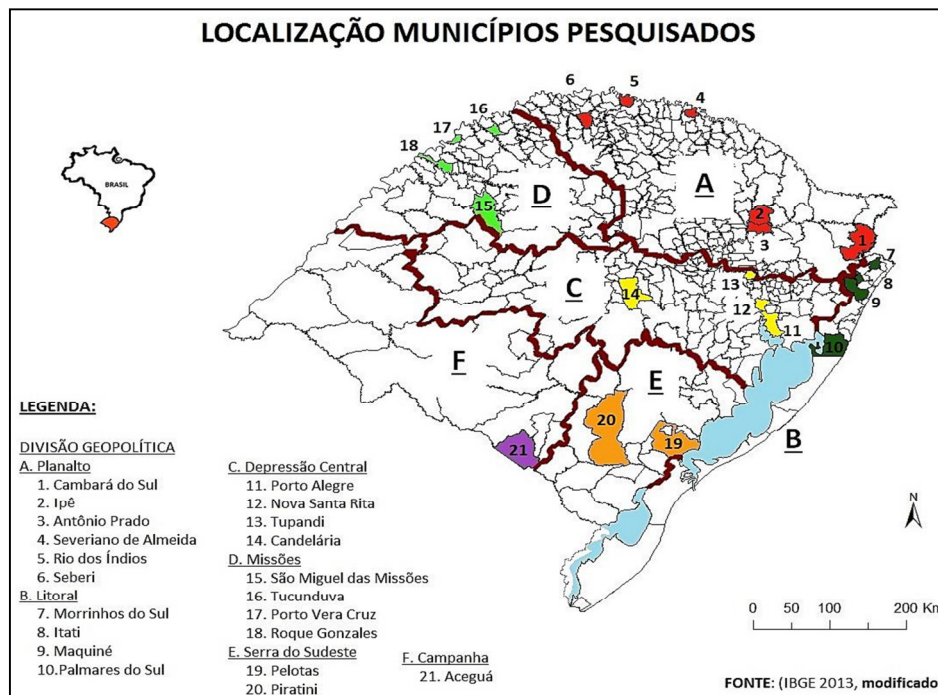 LOCALIZAÇÃO MUNICÍPIOS PESQUISADOS
BRASIL
6
5
4
16
17
18
15
D
A
2
3
1
7
8
9
C
14
13
12
11
10
F
E
20
19
21
B
N
0 50 100 200 Km
LEGENDA:
DIVISÃO GEOPOLÍTICA
A. Planalto
1. Cambará do Sul
2. Ipê
3. Antônio Prado
4. Severiano de Almeida
5. Rio dos Índios
6. Seberi
B. Litoral
7. Morrinhos do Sul
8. Itati
9. Maquiné
10.Palmares do Sul
C. Depressão Central
11. Porto Alegre
12. Nova Santa Rita
13. Tupandi
14. Candelária
D. Missões
15. São Miguel das Missões
16. Tucunduva
17. Porto Vera Cruz
18. Roque Gonzales
E. Serra do Sudeste
19. Pelotas
20. Piratini
F. Campanha
21. Aceguá
FONTE: (IBGE 2013, modificado